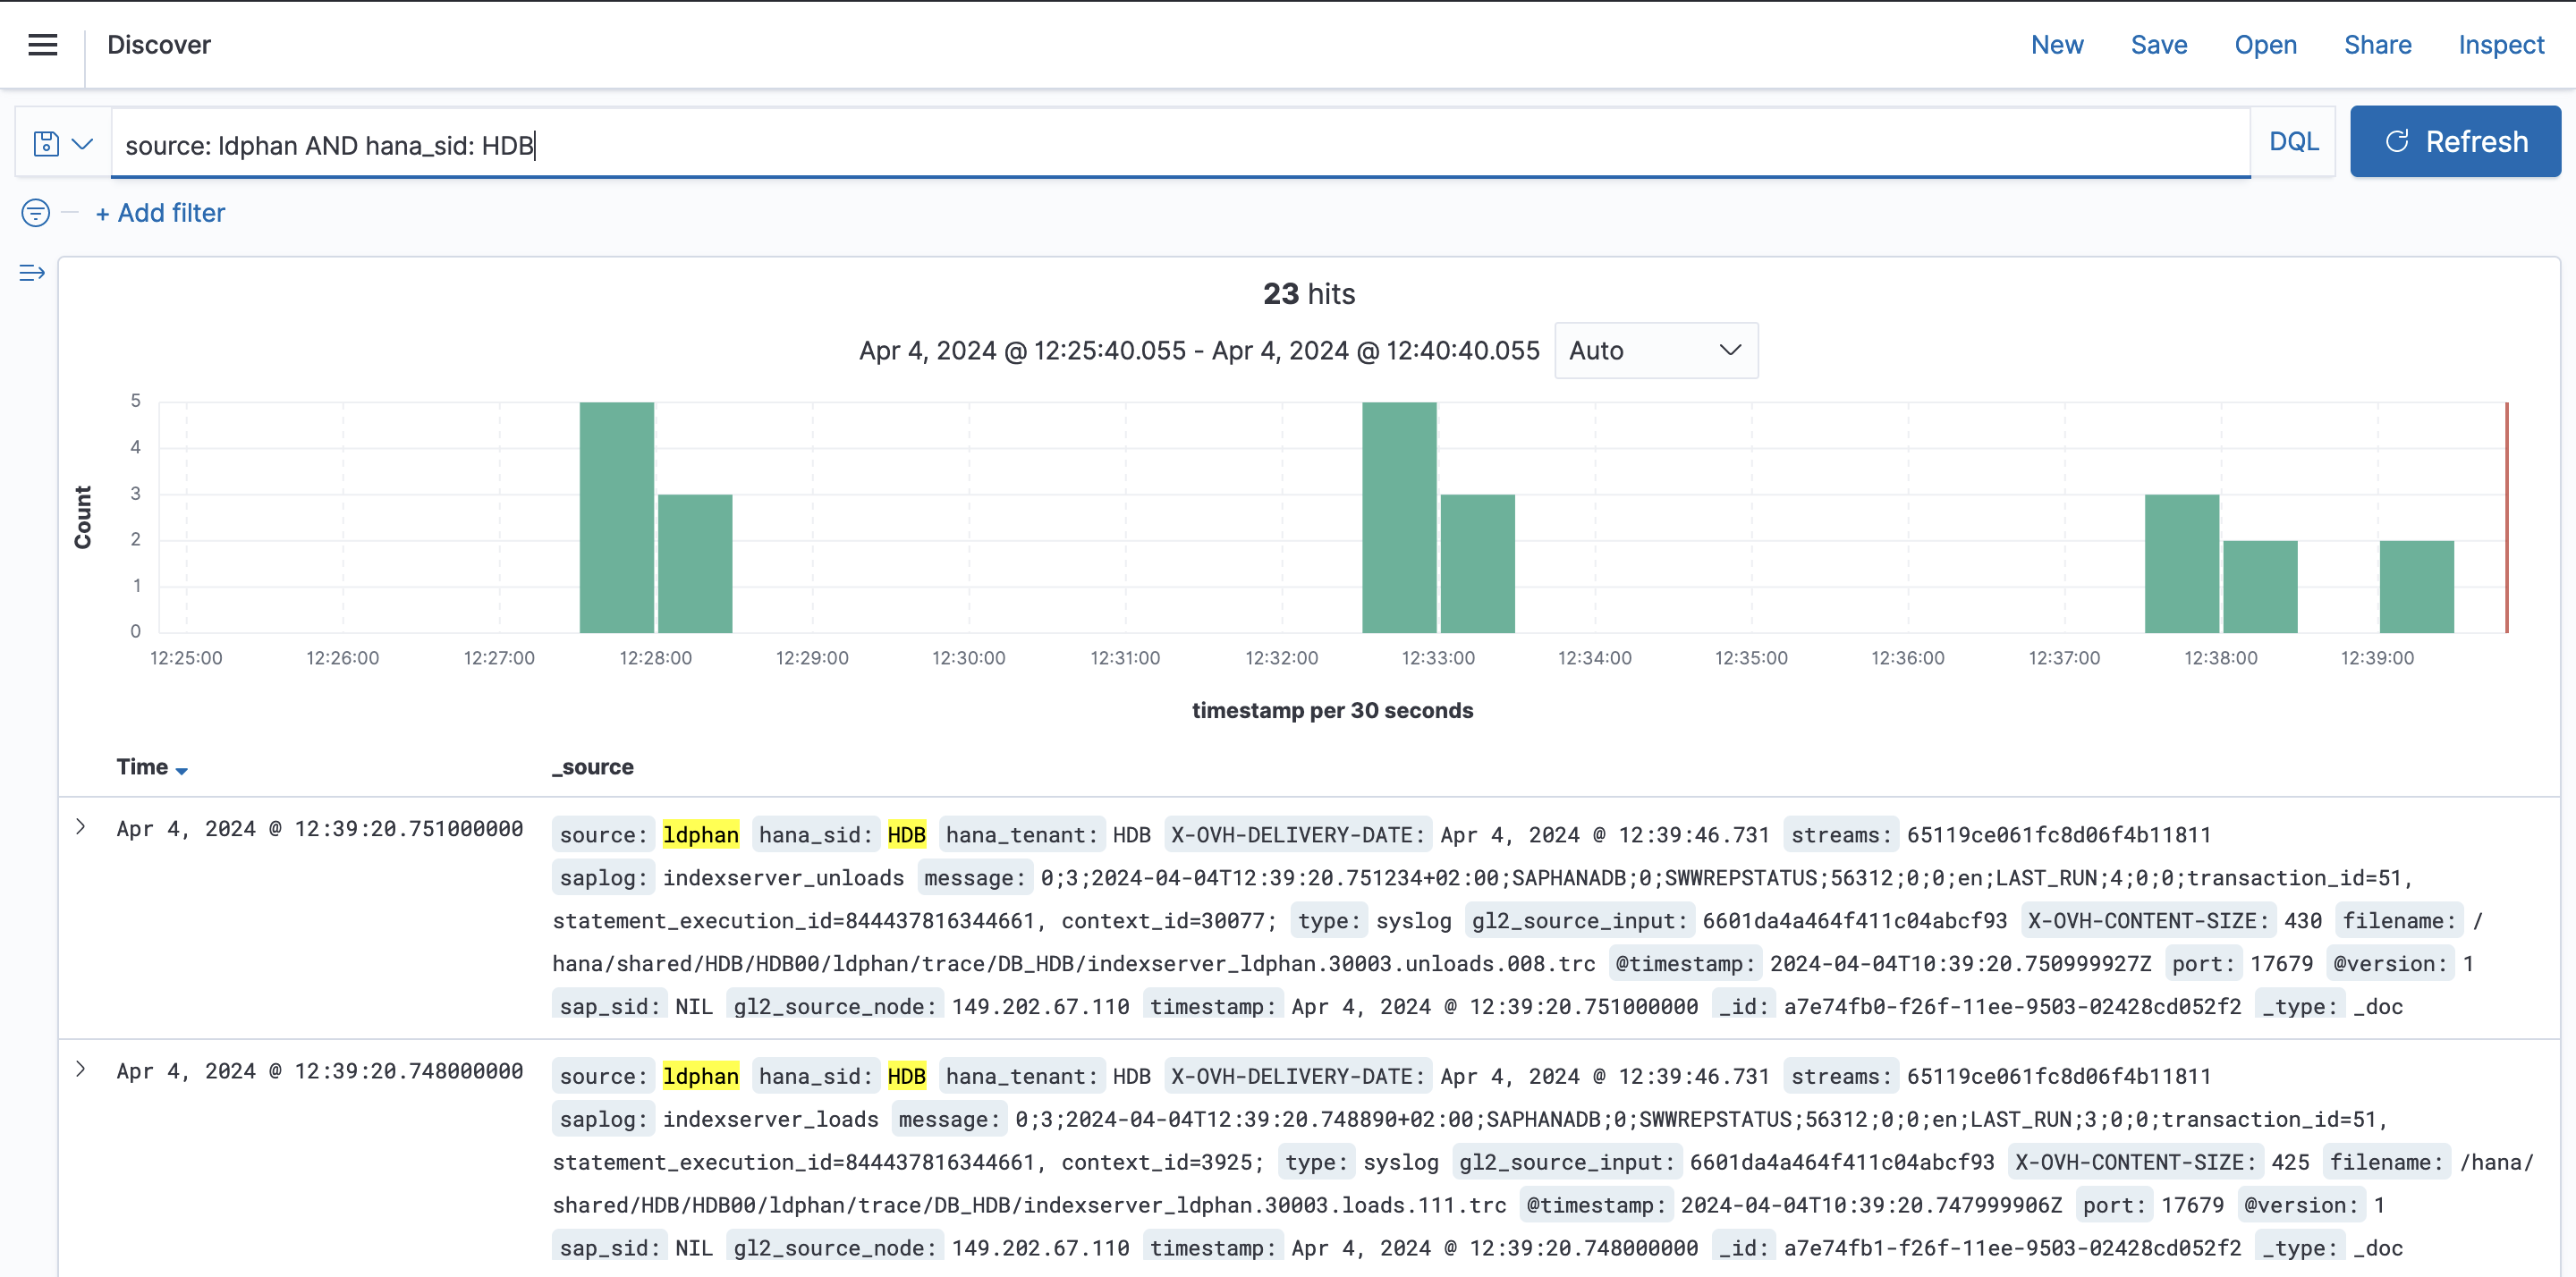 Discover
New Save Open Share Inspect
source: ldphan AND hana_sid: HDB
DQL
Refresh
+ Add filter
23 hits
Apr 4, 2024 @ 12:25:40.055 - Apr 4, 2024 @ 12:40:40.055 Auto
5
4
3
2
1
0
Count
12:25:00 12:26:00 12:27:00 12:28:00 12:29:00 12:30:00 12:31:00 12:32:00 12:33:00 12:34:00 12:35:00 12:36:00 12:37:00 12:38:00 12:39:00
timestamp per 30 seconds
Time _source
Apr 4, 2024 @ 12:39:20.751000000 source: ldphan hana_sid: HDB hana_tenant: HDB X-OVH-DELIVERY-DATE: Apr 4, 2024 @ 12:39:46.731 streams: 65119ce061fc8d06f4b11811
saplog: indexserver_unloads message: 0;3;2024-04-04T12:39:20.751234+02:00;SAPHANADB;0;SWWREPSTATUS;56312;0;0;en;LAST_RUN;4;0;0;transaction_id=51,
statement_execution_id=844437816344661, context_id=30077; type: syslog gl2_source_input: 6601da4a464f411c04abcf93 X-OVH-CONTENT-SIZE: 430 filename: /
hana/shared/HDB/HDB00/ldphan/trace/DB_HDB/indexserver_ldphan.30003.unloads.008.trc @timestamp: 2024-04-04T10:39:20.750999927Z port: 17679 @version: 1
sap_sid: NIL gl2_source_node: 149.202.67.110 timestamp: Apr 4, 2024 @ 12:39:20.751000000 _id: a7e74fb0-f26f-11ee-9503-02428cd052f2 _type: _doc
Apr 4, 2024 @ 12:39:20.748000000 source: ldphan hana_sid: HDB hana_tenant: HDB X-OVH-DELIVERY-DATE: Apr 4, 2024 @ 12:39:46.731 streams: 65119ce061fc8d06f4b11811
saplog: indexserver_loads message: 0;3;2024-04-04T12:39:20.748890+02:00;SAPHANADB;0;SWWREPSTATUS;56312;0;0;en;LAST_RUN;3;0;0;transaction_id=51,
statement_execution_id=844437816344661, context_id=3925; type: syslog gl2_source_input: 6601da4a464f411c04abcf93 X-OVH-CONTENT-SIZE: 425 filename: /hana/
shared/HDB/HDB00/ldphan/trace/DB_HDB/indexserver_ldphan.30003.loads.111.trc @timestamp: 2024-04-04T10:39:20.747999906Z port: 17679 @version: 1
sap_sid: NIL gl2_source_node: 149.202.67.110 timestamp: Apr 4, 2024 @ 12:39:20.748000000 _id: a7e74fb1-f26f-11ee-9503-02428cd052f2 _type: _doc